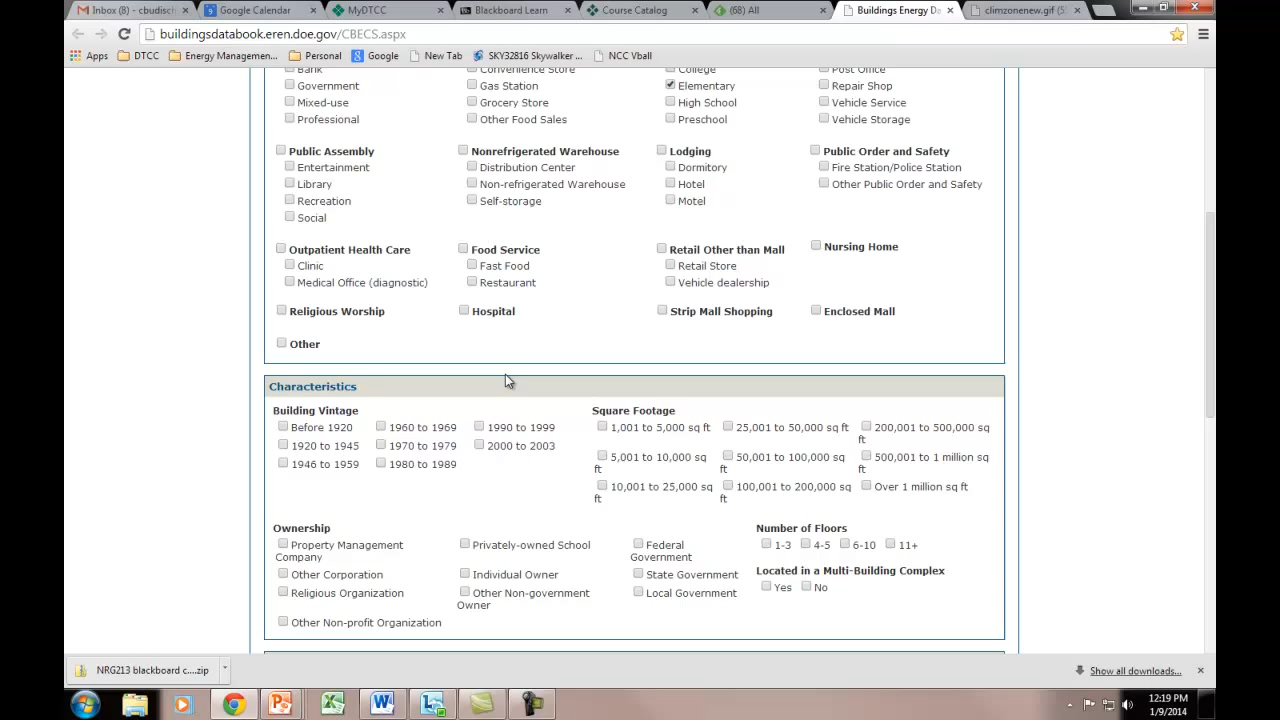 Inbox (8) - cbudisch
Google Calendar
MyDTCC
Blackboard Learn
Course Catalog
(68) All
Buildings Energy Da
climzonenew.gif (5
buildingsdatabook.eren.doe.gov/CBECS.aspx
Apps DTCC Energy Managemen... Personal Google New Tab SKY32816 Skywalker ... NCC Vball
Bank Convenience Store College Post Office
Government Gas Station Elementary Repair Shop
Mixed-use Grocery Store High School Vehicle Service
Professional Other Food Sales Preschool Vehicle Storage
Public Assembly Nonrefrigerated Warehouse Lodging Public Order and Safety
Entertainment Distribution Center Dormitory Fire Station/Police Station
Library Non-refrigerated Warehouse Hotel Other Public Order and Safety
Recreation Self-storage Motel
Social
Outpatient Health Care Food Service Retail Other than Mall Nursing Home
Clinic Fast Food Retail Store
Medical Office (diagnostic) Restaurant Vehicle dealership
Religious Worship Hospital Strip Mall Shopping Enclosed Mall
Other
Characteristics
Building Vintage
Before 1920 1960 to 1969 1990 to 1999
1920 to 1945 1970 to 1979 2000 to 2003
1946 to 1959 1980 to 1989
Square Footage
1,001 to 5,000 sq ft 25,001 to 50,000 sq ft 200,001 to 500,000 sq
ft
5,001 to 10,000 sq 50,001 to 100,000 sq 500,001 to 1 million sq
ft ft ft
10,001 to 25,000 sq 100,001 to 200,000 sq Over 1 million sq ft
ft ft
Ownership
Property Management Privately-owned School Federal
Company Government
Other Corporation Individual Owner State Government
Religious Organization Other Non-government Local Government
Owner
Other Non-profit Organization
Number of Floors
1-3 4-5 6-10 11+
Located in a Multi-Building Complex
Yes No
NRG213 blackboard c....zip
Show all downloads...
12:19 PM
1/9/2014